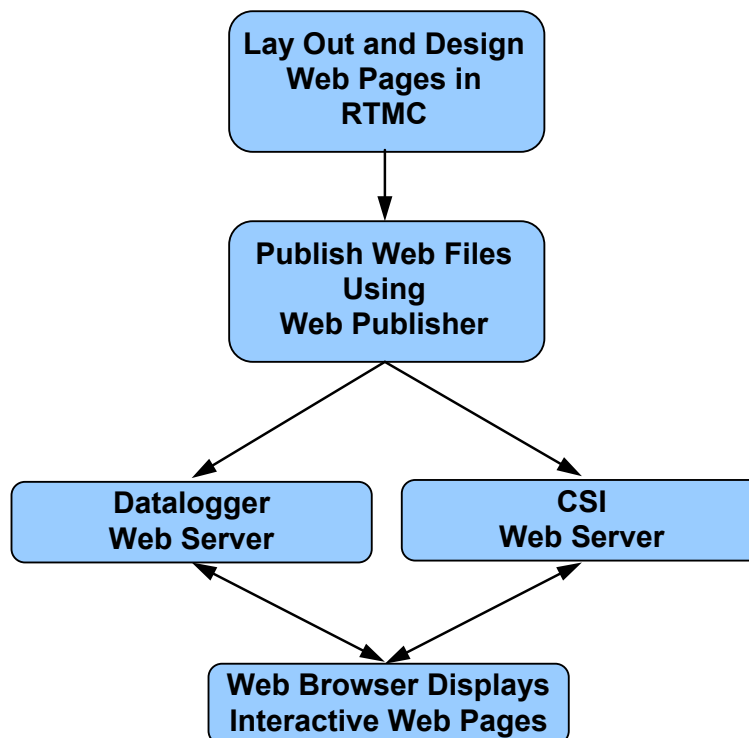 Lay Out and Design
Web Pages in
RTMC
Publish Web Files
Using
Web Publisher
Datalogger
Web Server
CSI
Web Server
Web Browser Displays
Interactive Web Pages